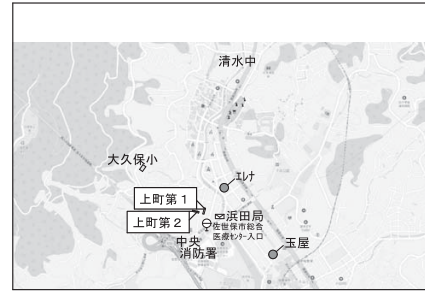 清水中
大久保小
エレナ
上町第1
上町第2
浜田局
佐世保市総合
医療センター入口
中央
消防署
玉屋